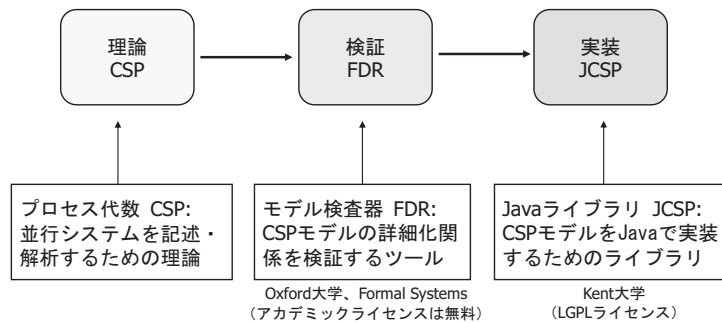 理論
CSP
検証
FDR
実装
JCSP
プロセス代数 CSP:
並行システムを記述・
解析するための理論
モデル検査器 FDR:
CSPモデルの詳細化関
係を検証するツール
Javaライブラリ JCSP:
CSPモデルをJavaで実装
するためのライブラリ
Oxford大学、Formal Systems
（アカデミックライセンスは無料）
Kent大学
（LGPLライセンス）